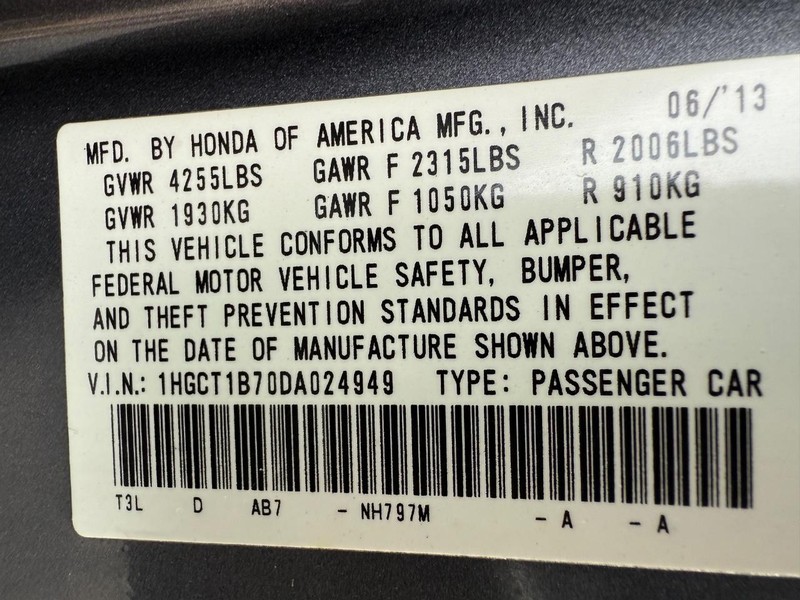 MFD. BY HONDA OF AMERICA MFG., INC. 06/'13
GVWR 4255LBS GAWR F 2315LBS R 2006LBS
GVWR 1930KG GAWR F 1050KG R 910KG
THIS VEHICLE CONFORMS TO ALL APPLICABLE
FEDERAL MOTOR VEHICLE SAFETY, BUMPER,
AND THEFT PREVENTION STANDARDS IN EFFECT
ON THE DATE OF MANUFACTURE SHOWN ABOVE.
V.I.N.: 1HGCT1B70DA024949 TYPE: PASSENGER CAR
T3L D AB7 - NH797M - A - A